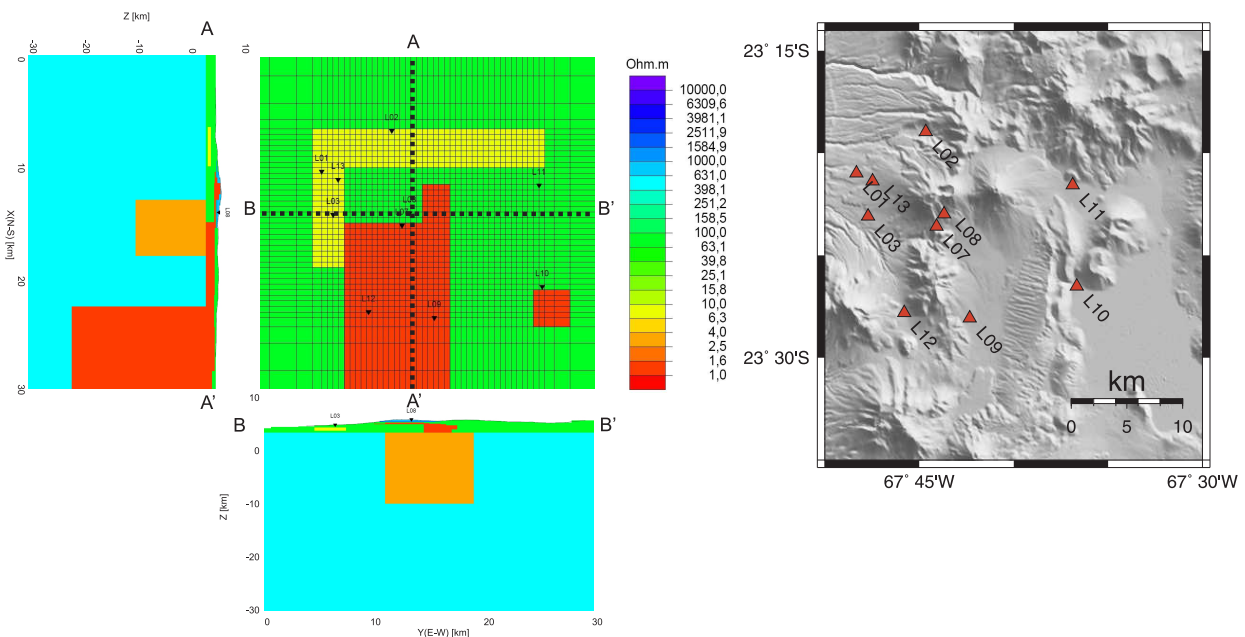 Z [km]
A
-30
-20
-10
0
0
10
20
30
X(N-S) [km]
L08
A'
10
A
L02
L01
L13
L11
L03
L08
L07
B
B'
L10
L12
L09
10
A'
Ohm.m
10000,0
6309,6
3981,1
2511,9
1584,9
1000,0
631,0
398,1
251,2
158,5
100,0
63,1
39,8
25,1
15,8
10,0
6,3
4,0
2,5
1,6
1,0
B
L03
L08
B'
0
-10
-20
-30
Z [km]
0
10
20
30
Y(E-W) [km]
23° 15'S
23° 30'S
67° 45'W
67° 30'W
L02
L01
L13
L03
L08
L07
L11
L10
L12
L09
km
0
5
10